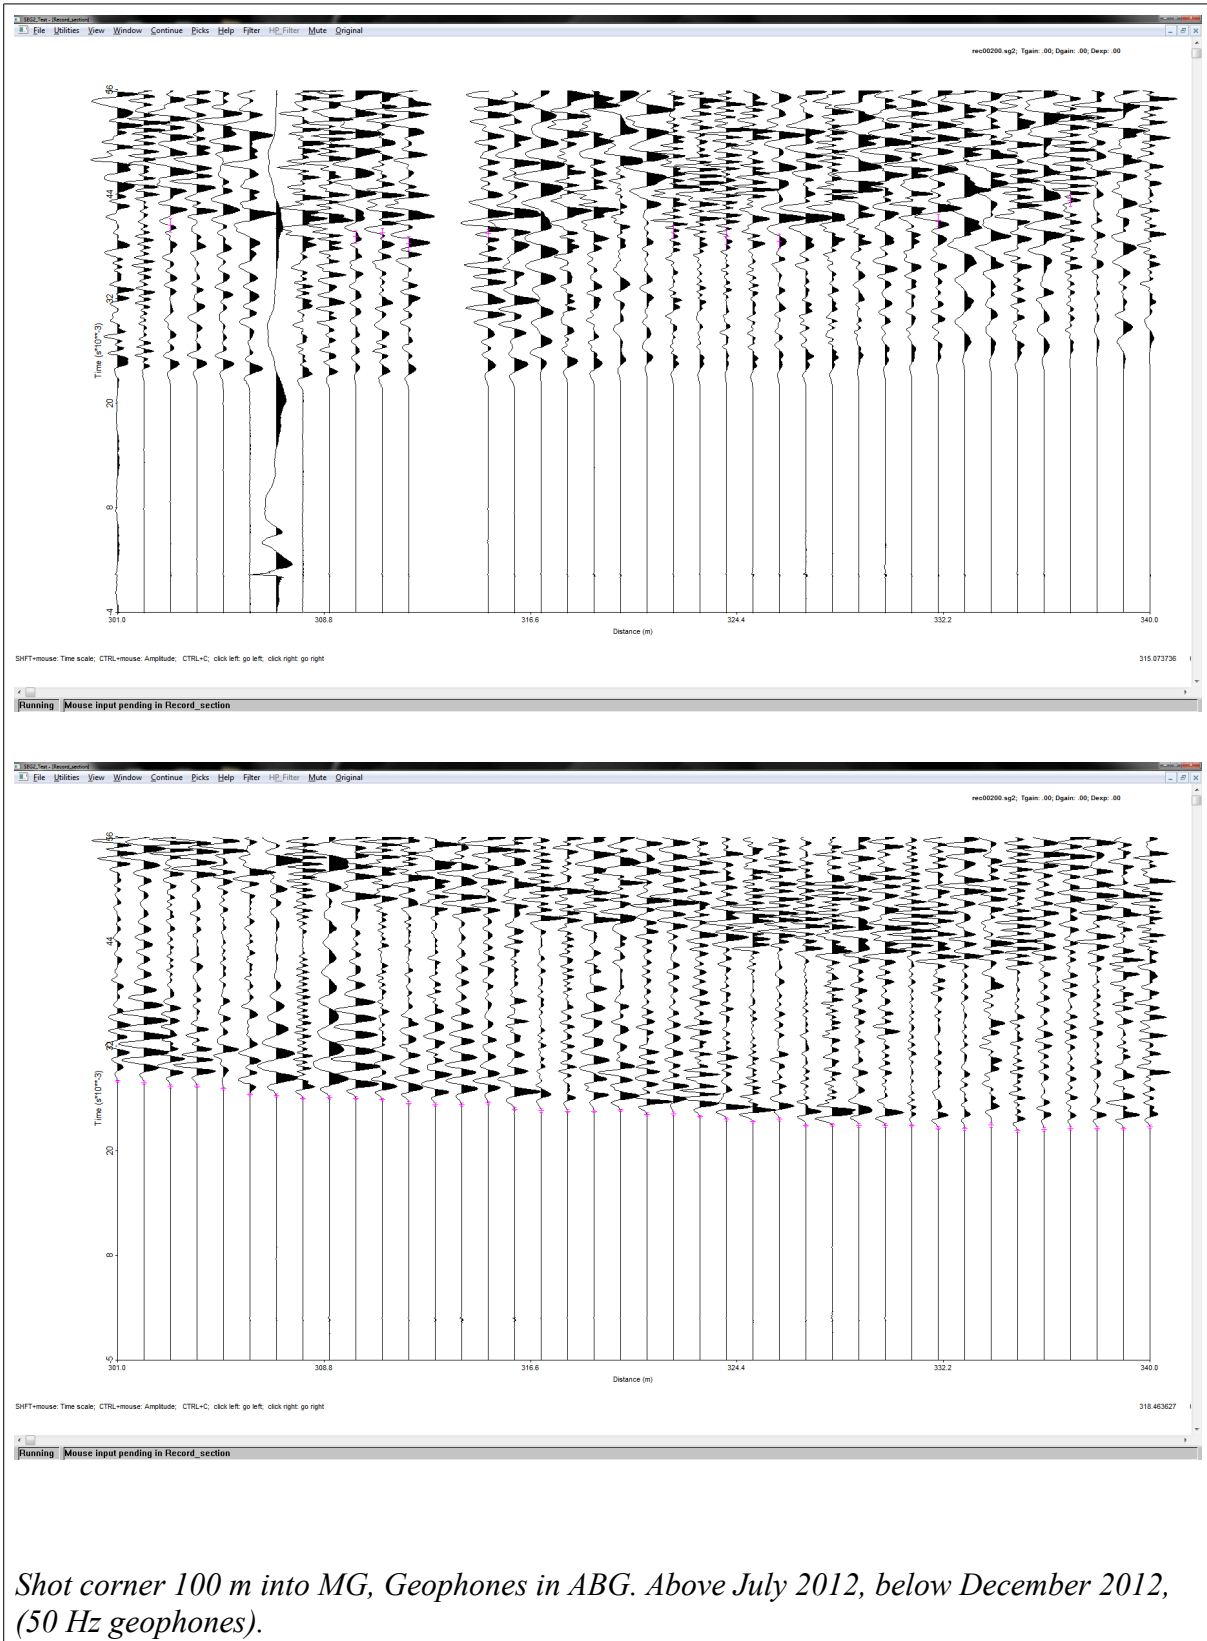 SEG2_Test - [Record_section]
File Utilities View Window Continue Picks Help Filter HP_Filter Mute Original
rec00200.sg2; Tgain: .00; Dgain: .00; Dexp: .00
56
44
32
20
8
-4
Time (s*10**-3)
301.0 308.8 316.6 324.4 332.2 340.0
Distance (m)
SHFT+mouse: Time scale; CTRL+mouse: Amplitude; CTRL+C; click left: go left; click right: go right 315.073736
Running Mouse input pending in Record_section
SEG2_Test - [Record_section]
File Utilities View Window Continue Picks Help Filter HP_Filter Mute Original
rec00200.sg2; Tgain: .00; Dgain: .00; Dexp: .00
56
44
32
20
8
-5
Time (s*10**-3)
301.0 308.8 316.6 324.4 332.2 340.0
Distance (m)
SHFT+mouse: Time scale; CTRL+mouse: Amplitude; CTRL+C; click left: go left; click right: go right 318.463627
Running Mouse input pending in Record_section
Shot corner 100 m into MG, Geophones in ABG. Above July 2012, below December 2012,
(50 Hz geophones).